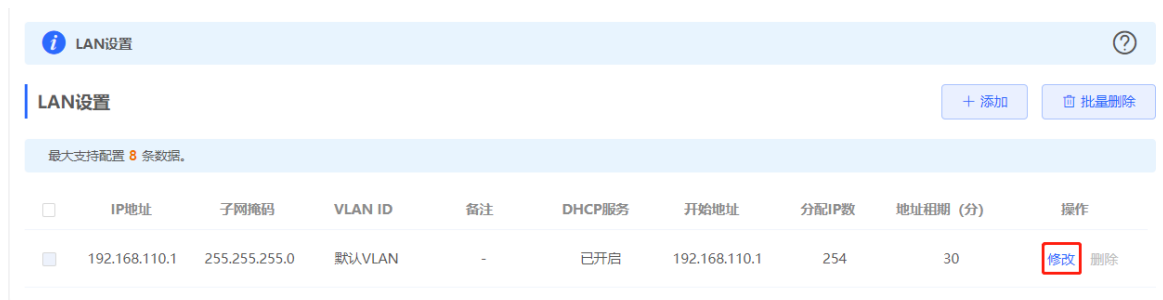 LAN设置
LAN设置 + 添加 批量删除
最大支持配置 8 条数据。
IP地址 子网掩码 VLAN ID 备注 DHCP服务 开始地址 分配IP数 地址租期（分） 操作
192.168.110.1 255.255.255.0 默认VLAN - 已开启 192.168.110.1 254 30 修改 删除